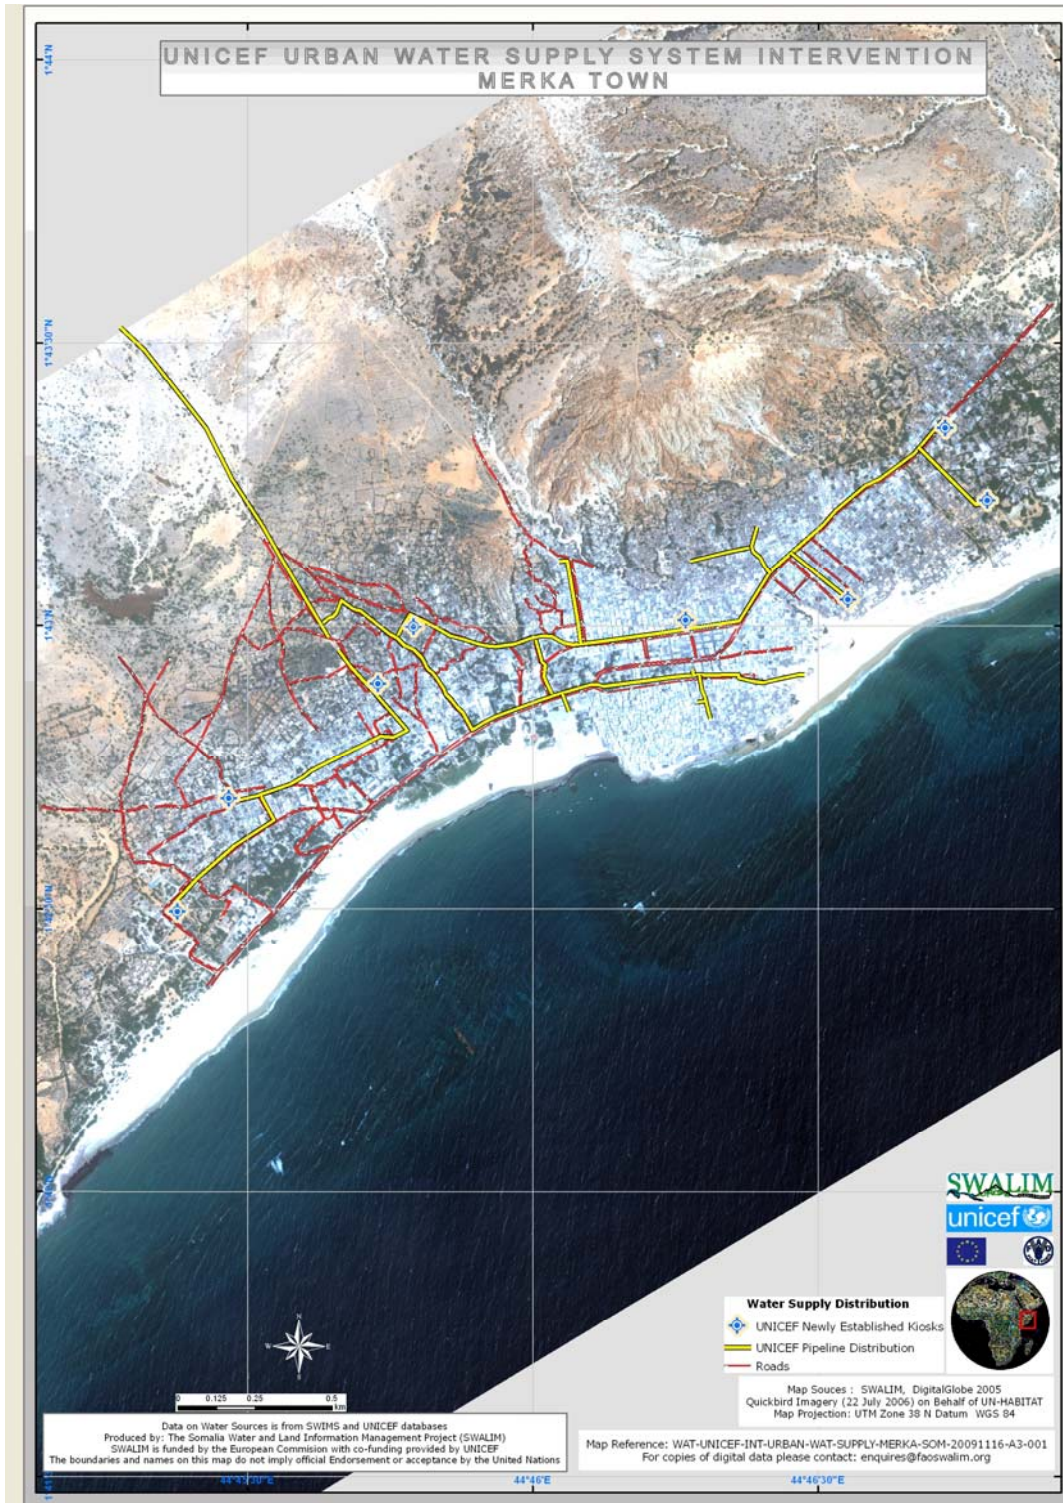 UNICEF URBAN WATER SUPPLY SYSTEM INTERVENTION
MERKA TOWN
1°44'N
1°43'30"N
1°43'N
SWALIM
unicef
Water Supply Distribution
UNICEF Newly Established Kiosks
UNICEF Pipeline Distribution
Roads
N
W E
S
0 0.125 0.25 0.5
km
Map Souces : SWALIM, DigitalGlobe 2005
Quickbird Imagery (22 July 2006) on Behalf of UN-HABITAT
Map Projection: UTM Zone 38 N Datum WGS 84
Data on Water Sources is from SWIMS and UNICEF databases
Produced by: The Somalia Water and Land Information Management Project (SWALIM)
SWALIM is funded by the European Commision with co-funding provided by UNICEF
The boundaries and names on this map do not imply official Endorsement or acceptance by the United Nations
Map Reference: WAT-UNICEF-INT-URBAN-WAT-SUPPLY-MERKA-SOM-20091116-A3-001
For copies of digital data please contact: enquires@faoswalim.org
44°45'30"E
44°46'E
44°46'30"E